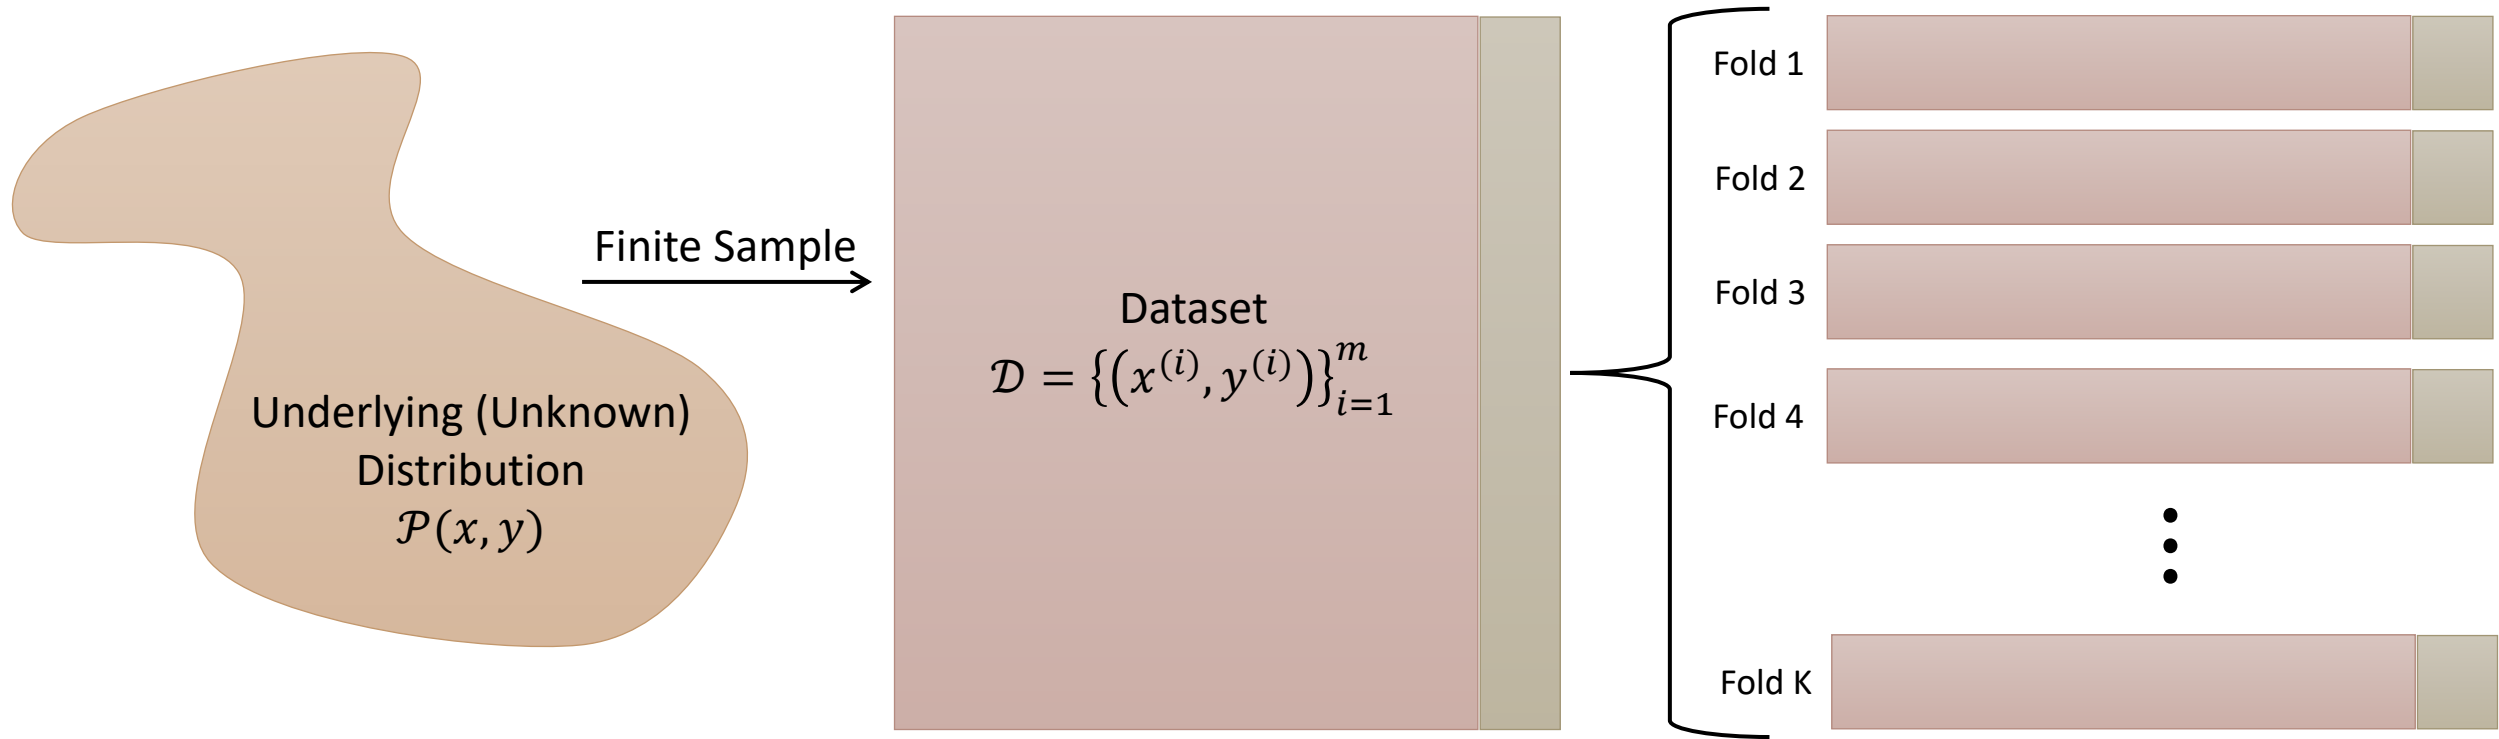 Underlying (Unknown)
Distribution
𝒫(x, y)
Finite Sample
Dataset
𝒟 = {(x^(i), y^(i))}_{i=1}^m
Fold 1
Fold 2
Fold 3
Fold 4
Fold K